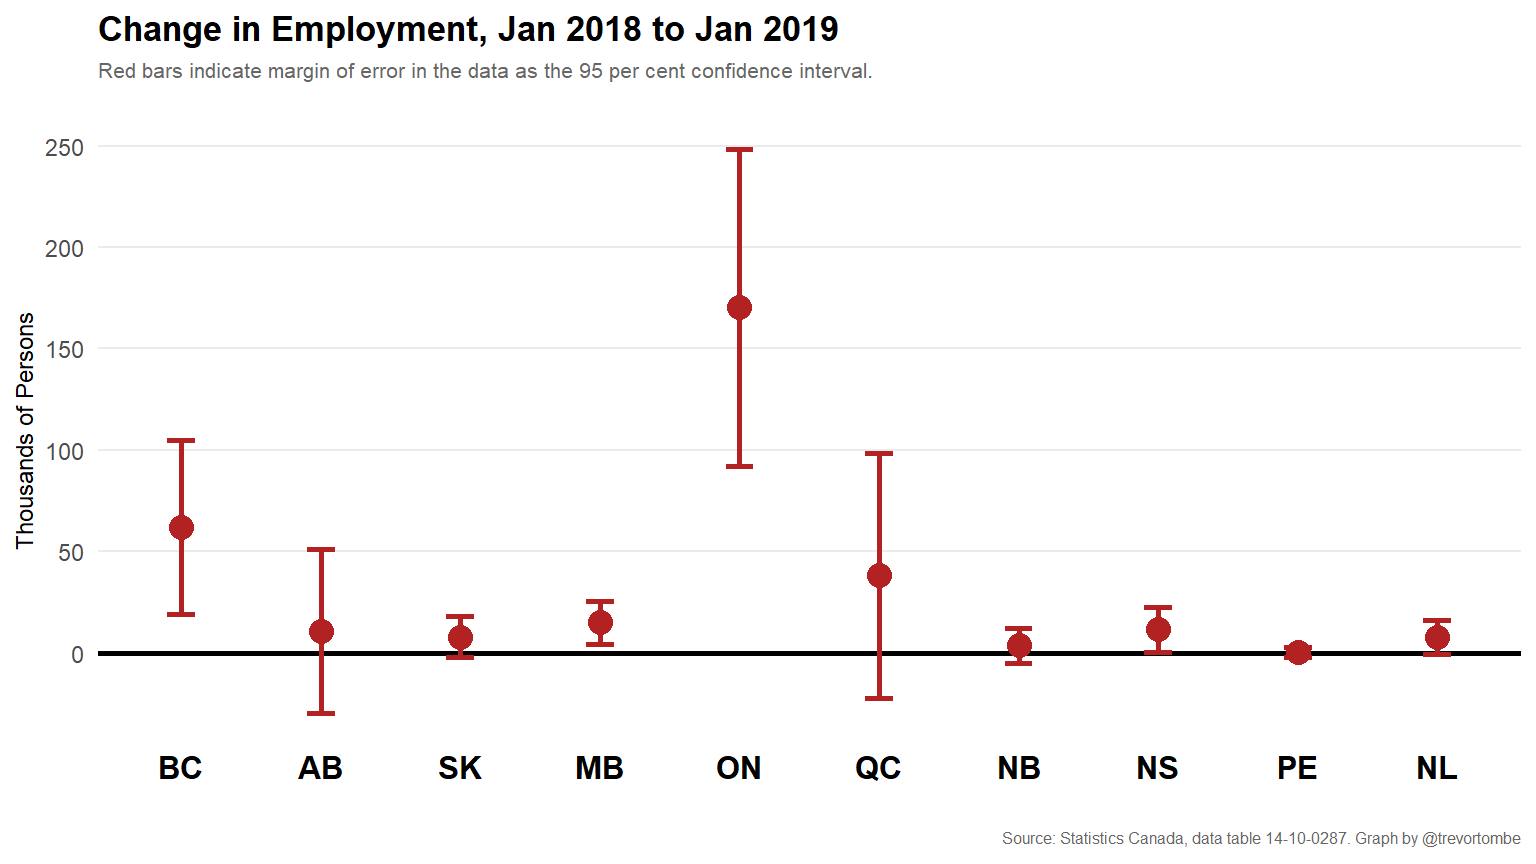 Change in Employment, Jan 2018 to Jan 2019
Red bars indicate margin of error in the data as the 95 per cent confidence interval.
250
200
150
100
50
0
Thousands of Persons
BC AB SK MB ON QC NB NS PE NL
Source: Statistics Canada, data table 14-10-0287. Graph by @trevortombe